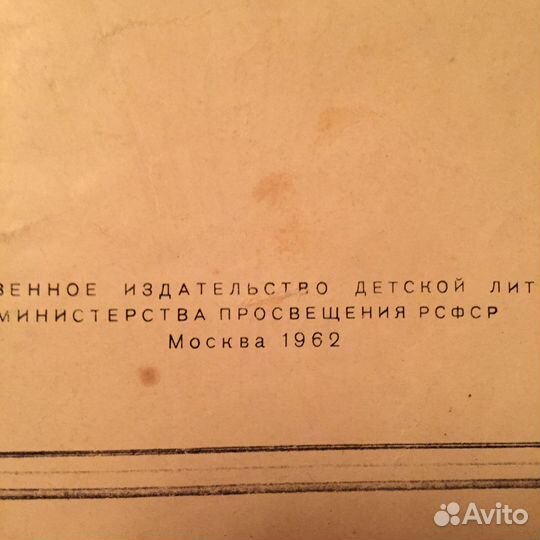 ВЕННОЕ ИЗДАТЕЛЬСТВО ДЕТСКОЙ ЛИТ
МИНИСТЕРСТВА ПРОСВЕЩЕНИЯ РСФСР
Москва 1962
Avito